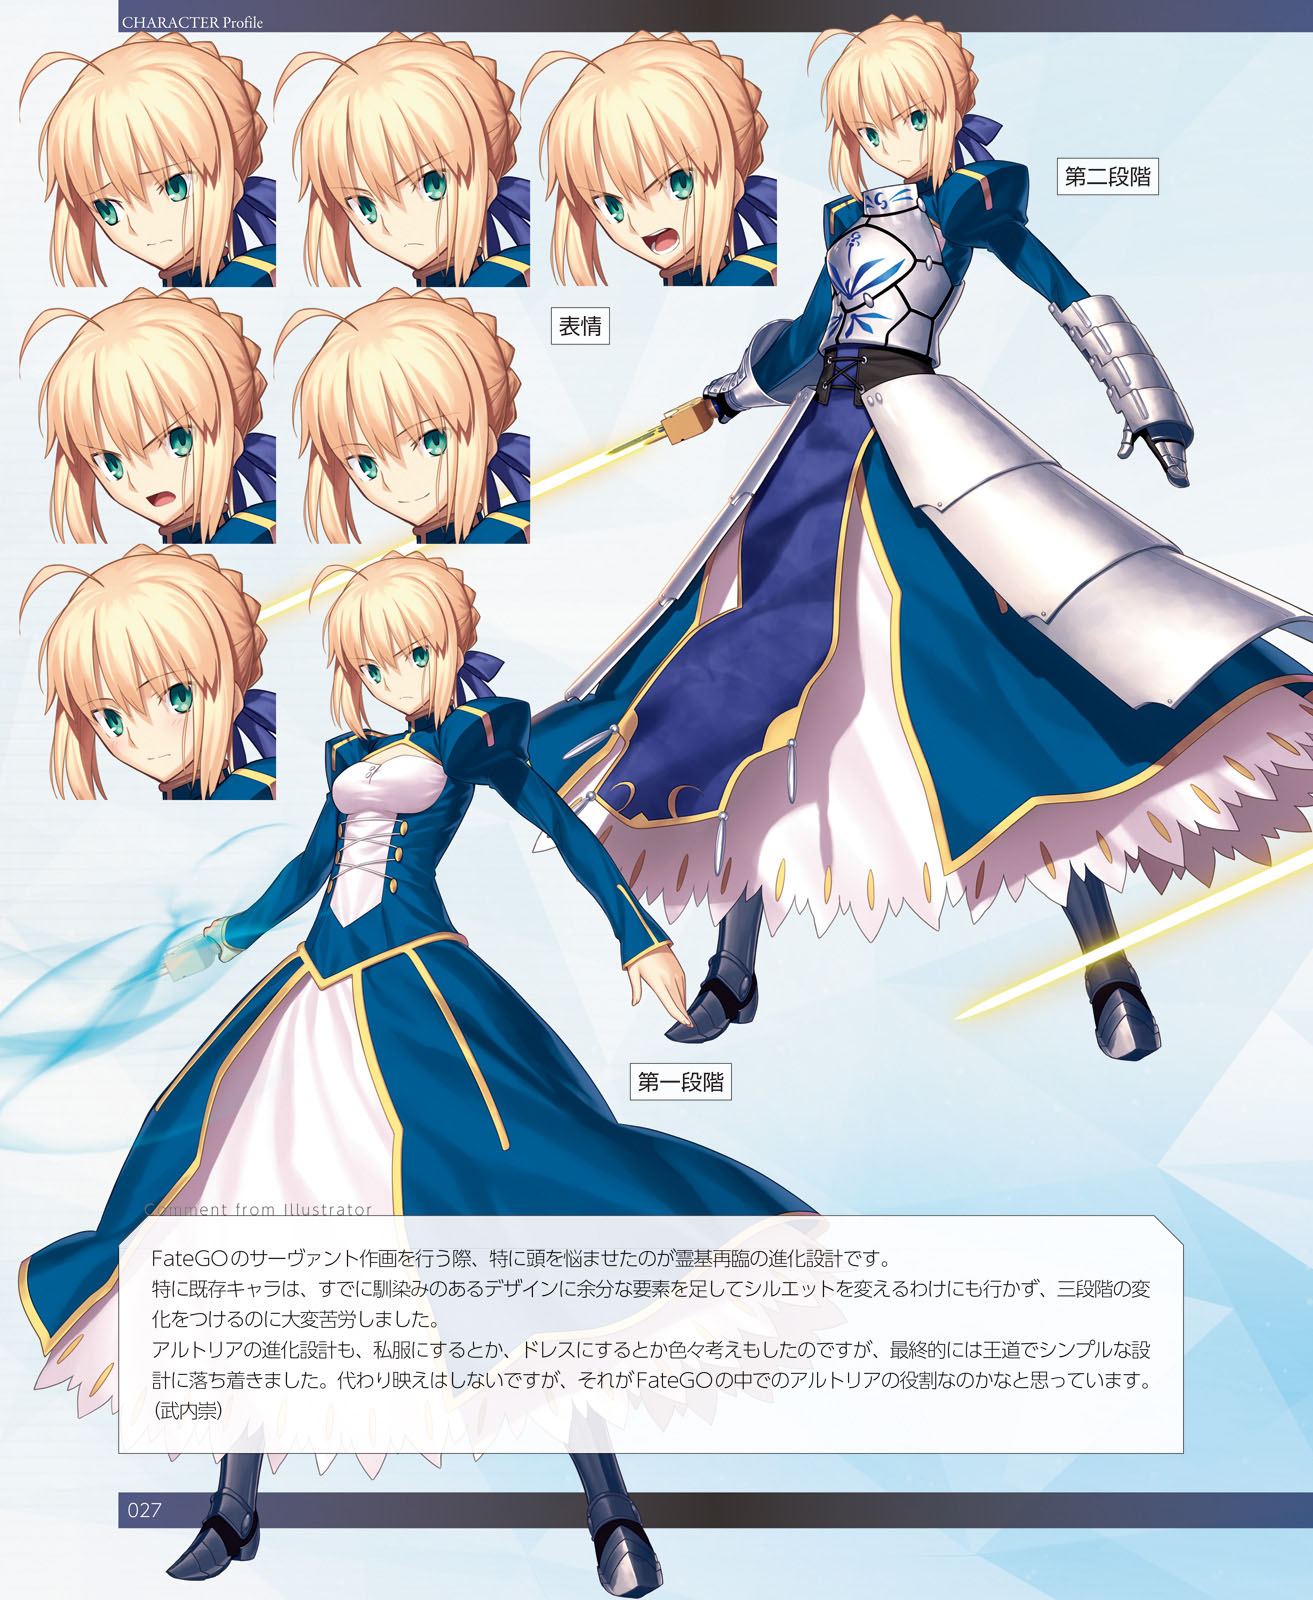 CHARACTER Profile
第二段階
表情
第一段階
Comment from Illustrator
FateGOのサーヴァント作画を行う際、特に頭を悩ませたのが霊基再臨の進化設計です。
特に既存キャラは、すでに馴染みのあるデザインに余分な要素を足してシルエットを変えるわけにも行かず、三段階の変
化をつけるのに大変苦労しました。
アルトリアの進化設計も、私服にするとか、ドレスにするとか色々考えもしたのですが、最終的には王道でシンプルな設
計に落ち着きました。代わり映えはしないですが、それがFateGOの中でのアルトリアの役割なのかなと思っています。
（武内崇）
027